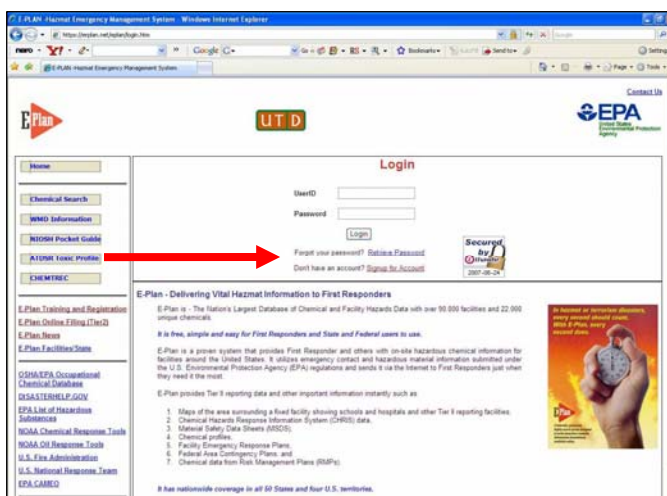 E-PLAN -Hazmat Emergency Management System - Windows Internet Explorer
https://erplan.net/eplan/login.htm
nero
Y!
Google
G
Go
RS
Bookmarks
Send to
Settings
E-PLAN -Hazmat Emergency Management System
Page
Tools
Contact Us
E-Plan
UTD
EPA
United States
Environmental Protection
Agency
Home
Chemical Search
WMD Information
NIOSH Pocket Guide
ATDSR Toxic Profile
CHEMTREC
E-Plan Training and Registration
E-Plan Online Filing (Tier2)
E-Plan News
E-Plan Facilities/State
OSHA/EPA Occupational
Chemical Database
DISASTERHELP.GOV
EPA List of Hazardous
Substances
NOAA Chemical Response Tools
NOAA Oil Response Tools
U.S. Fire Administration
U.S. National Response Team
EPA CAMEO
Login
UserID
Password
Login
Forgot your password? Retrieve Password
Don't have an account? Signup for Account
Secured
by
2007-06-24
E-Plan - Delivering Vital Hazmat Information to First Responders
E-Plan is - The Nation's Largest Database of Chemical and Facility Hazards Data with over 90,000 facilities and 22,000
unique chemicals.
It is free, simple and easy for First Responders and State and Federal users to use.
E-Plan is a proven system that provides First Responder and others with on-site hazardous chemical information for
facilities around the United States. It utilizes emergency contact and hazardous material information submitted under
the U.S. Environmental Protection Agency (EPA) regulations and sends it via the Internet to First Responders just when
they need it the most.
E-Plan provides Tier II reporting data and other important information instantly such as
1. Maps of the area surrounding a fixed facility showing schools and hospitals and other Tier II reporting facilities.
2. Chemical Hazards Response Information System (CHRIS) data.
3. Material Safety Data Sheets (MSDS).
4. Chemical profiles.
5. Facility Emergency Response Plans.
6. Federal Area Contingency Plans. and
7. Chemical data from Risk Management Plans (RMPs).
It has nationwide coverage in all 50 States and four U.S. territories.
In hazmat or terrorism disasters,
every second should count.
With E-Plan, every
second does.
E-Plan